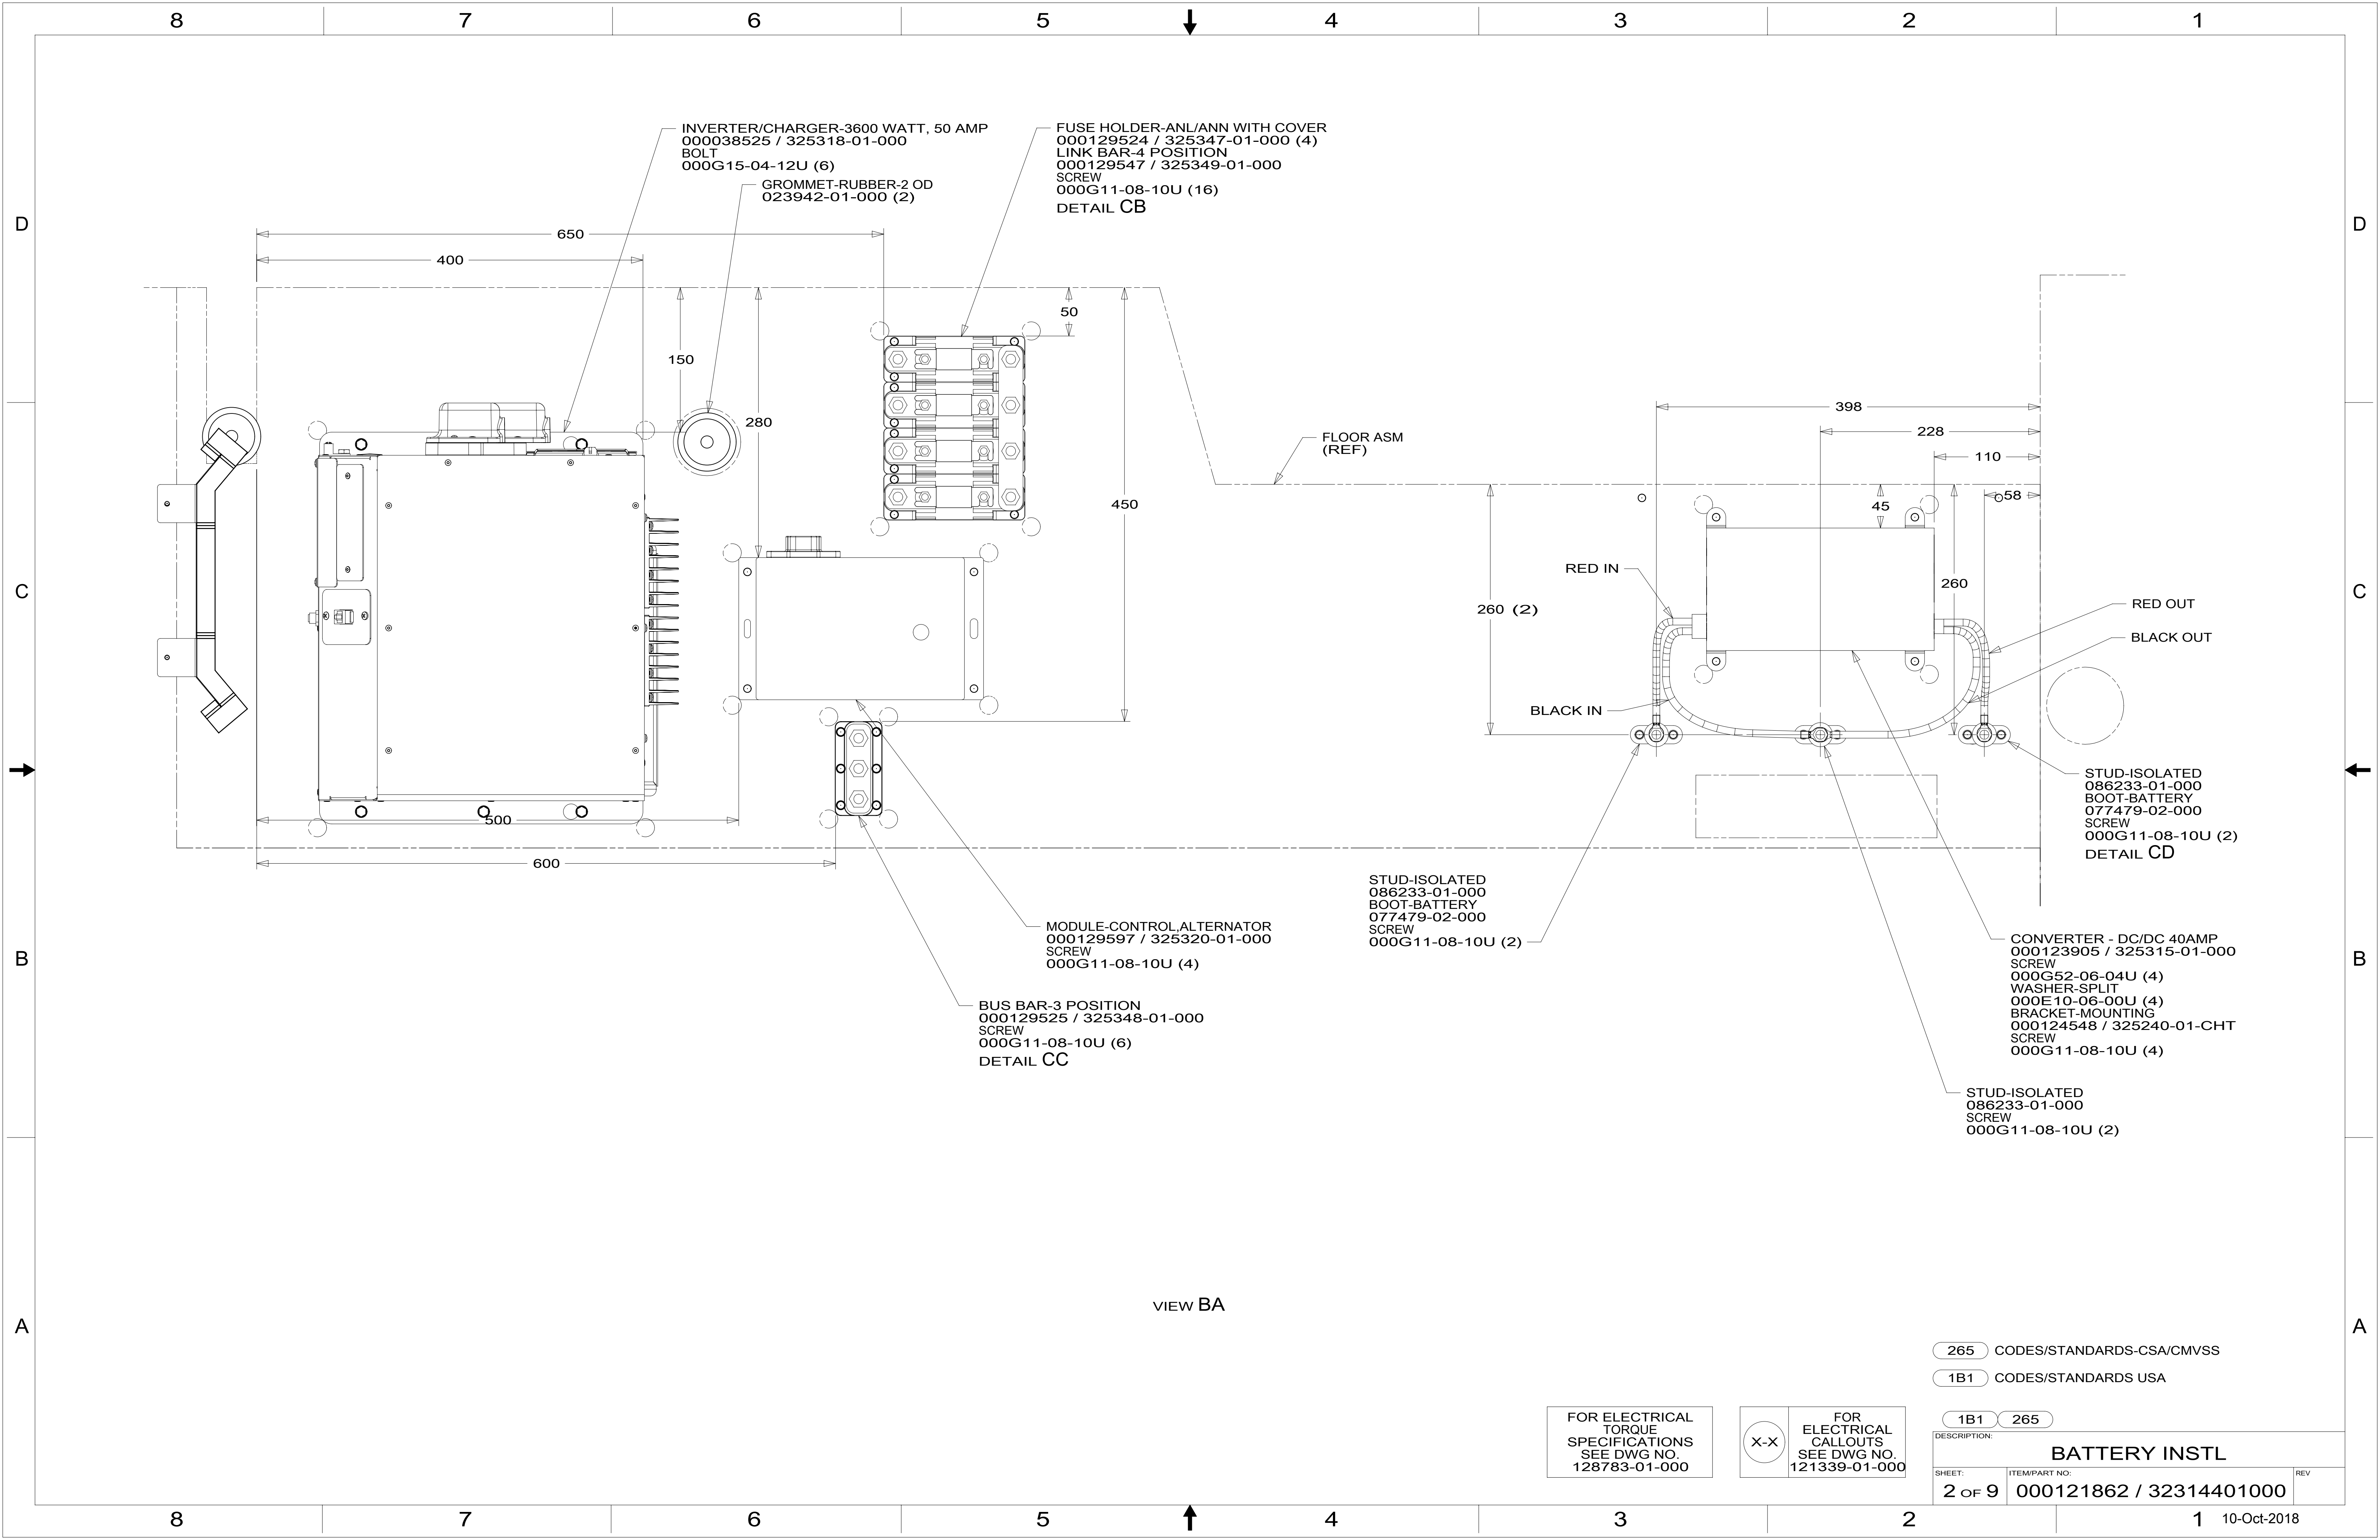 8 7 6 5 4 3 2 1
INVERTER/CHARGER-3600 WATT, 50 AMP
000038525 / 325318-01-000
BOLT
000G15-04-12U (6)
GROMMET-RUBBER-2 OD
023942-01-000 (2)
FUSE HOLDER-ANL/ANN WITH COVER
000129524 / 325347-01-000 (4)
LINK BAR-4 POSITION
000129547 / 325349-01-000
SCREW
000G11-08-10U (16)
DETAIL CB
D
D
650
400
50
150
280
450
398
228
110
58
45
FLOOR ASM
(REF)
RED IN
260
260 (2)
C
C
RED OUT
BLACK OUT
BLACK IN
500
600
STUD-ISOLATED
086233-01-000
BOOT-BATTERY
077479-02-000
SCREW
000G11-08-10U (2)
DETAIL CD
STUD-ISOLATED
086233-01-000
BOOT-BATTERY
077479-02-000
SCREW
000G11-08-10U (2)
MODULE-CONTROL,ALTERNATOR
000129597 / 325320-01-000
SCREW
000G11-08-10U (4)
B
B
CONVERTER - DC/DC 40AMP
000123905 / 325315-01-000
SCREW
000G52-06-04U (4)
WASHER-SPLIT
000E10-06-00U (4)
BRACKET-MOUNTING
000124548 / 325240-01-CHT
SCREW
000G11-08-10U (4)
BUS BAR-3 POSITION
000129525 / 325348-01-000
SCREW
000G11-08-10U (6)
DETAIL CC
STUD-ISOLATED
086233-01-000
SCREW
000G11-08-10U (2)
VIEW BA
A
A
265 CODES/STANDARDS-CSA/CMVSS
1B1 CODES/STANDARDS USA
1B1 265
FOR ELECTRICAL
TORQUE
SPECIFICATIONS
SEE DWG NO.
128783-01-000
X-X
FOR
ELECTRICAL
CALLOUTS
SEE DWG NO.
121339-01-000
DESCRIPTION:
BATTERY INSTL
SHEET:
2 OF 9
ITEM/PART NO:
000121862 / 32314401000
REV
8 7 6 5 4 3 2 1
10-Oct-2018